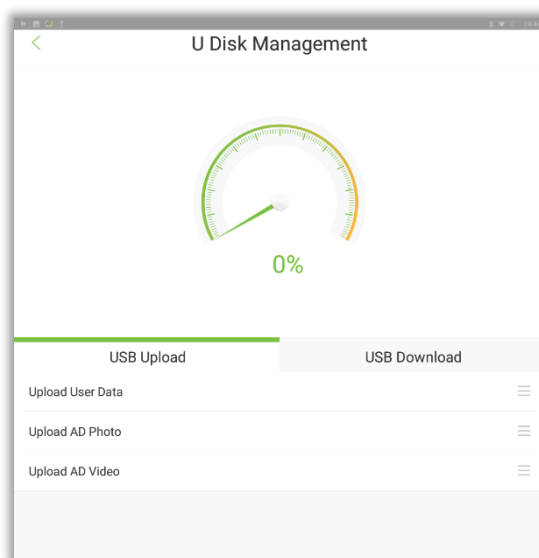 U Disk Management
0%
USB Upload
USB Download
Upload User Data
Upload AD Photo
Upload AD Video